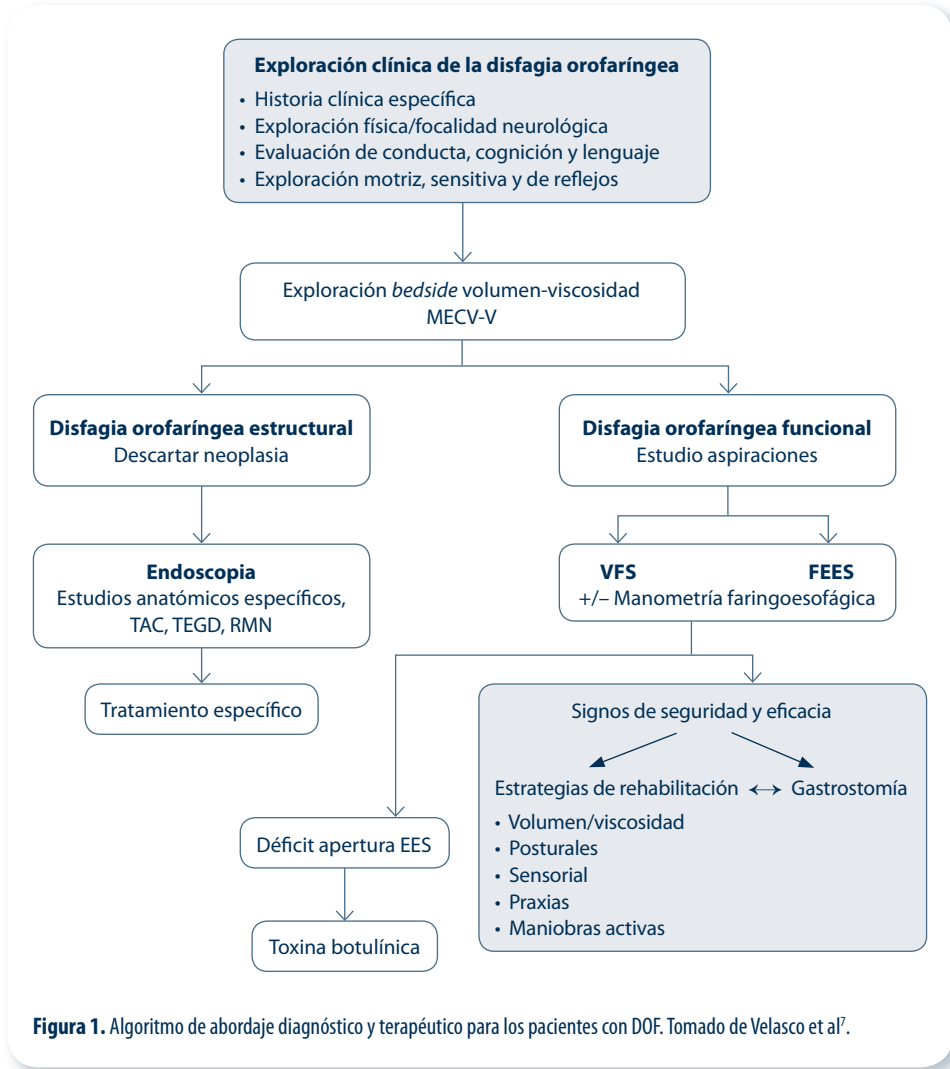 Exploración clínica de la disfagia orofaríngea
• Historia clínica específica
• Exploración física/focalidad neurológica
• Evaluación de conducta, cognición y lenguaje
• Exploración motriz, sensitiva y de reflejos
Exploración bedside volumen-viscosidad
MECV-V
Disfagia orofaríngea estructural
Descartar neoplasia
Disfagia orofaríngea funcional
Estudio aspiraciones
Endoscopia
Estudios anatómicos específicos,
TAC, TEGD, RMN
VFS FEES
+/– Manometría faringoesofágica
Tratamiento específico
Signos de seguridad y eficacia
Estrategias de rehabilitación ↔ Gastrostomía
• Volumen/viscosidad
• Posturales
• Sensorial
• Praxias
• Maniobras activas
Déficit apertura EES
Toxina botulínica
Figura 1. Algoritmo de abordaje diagnóstico y terapéutico para los pacientes con DOF. Tomado de Velasco et al⁷.